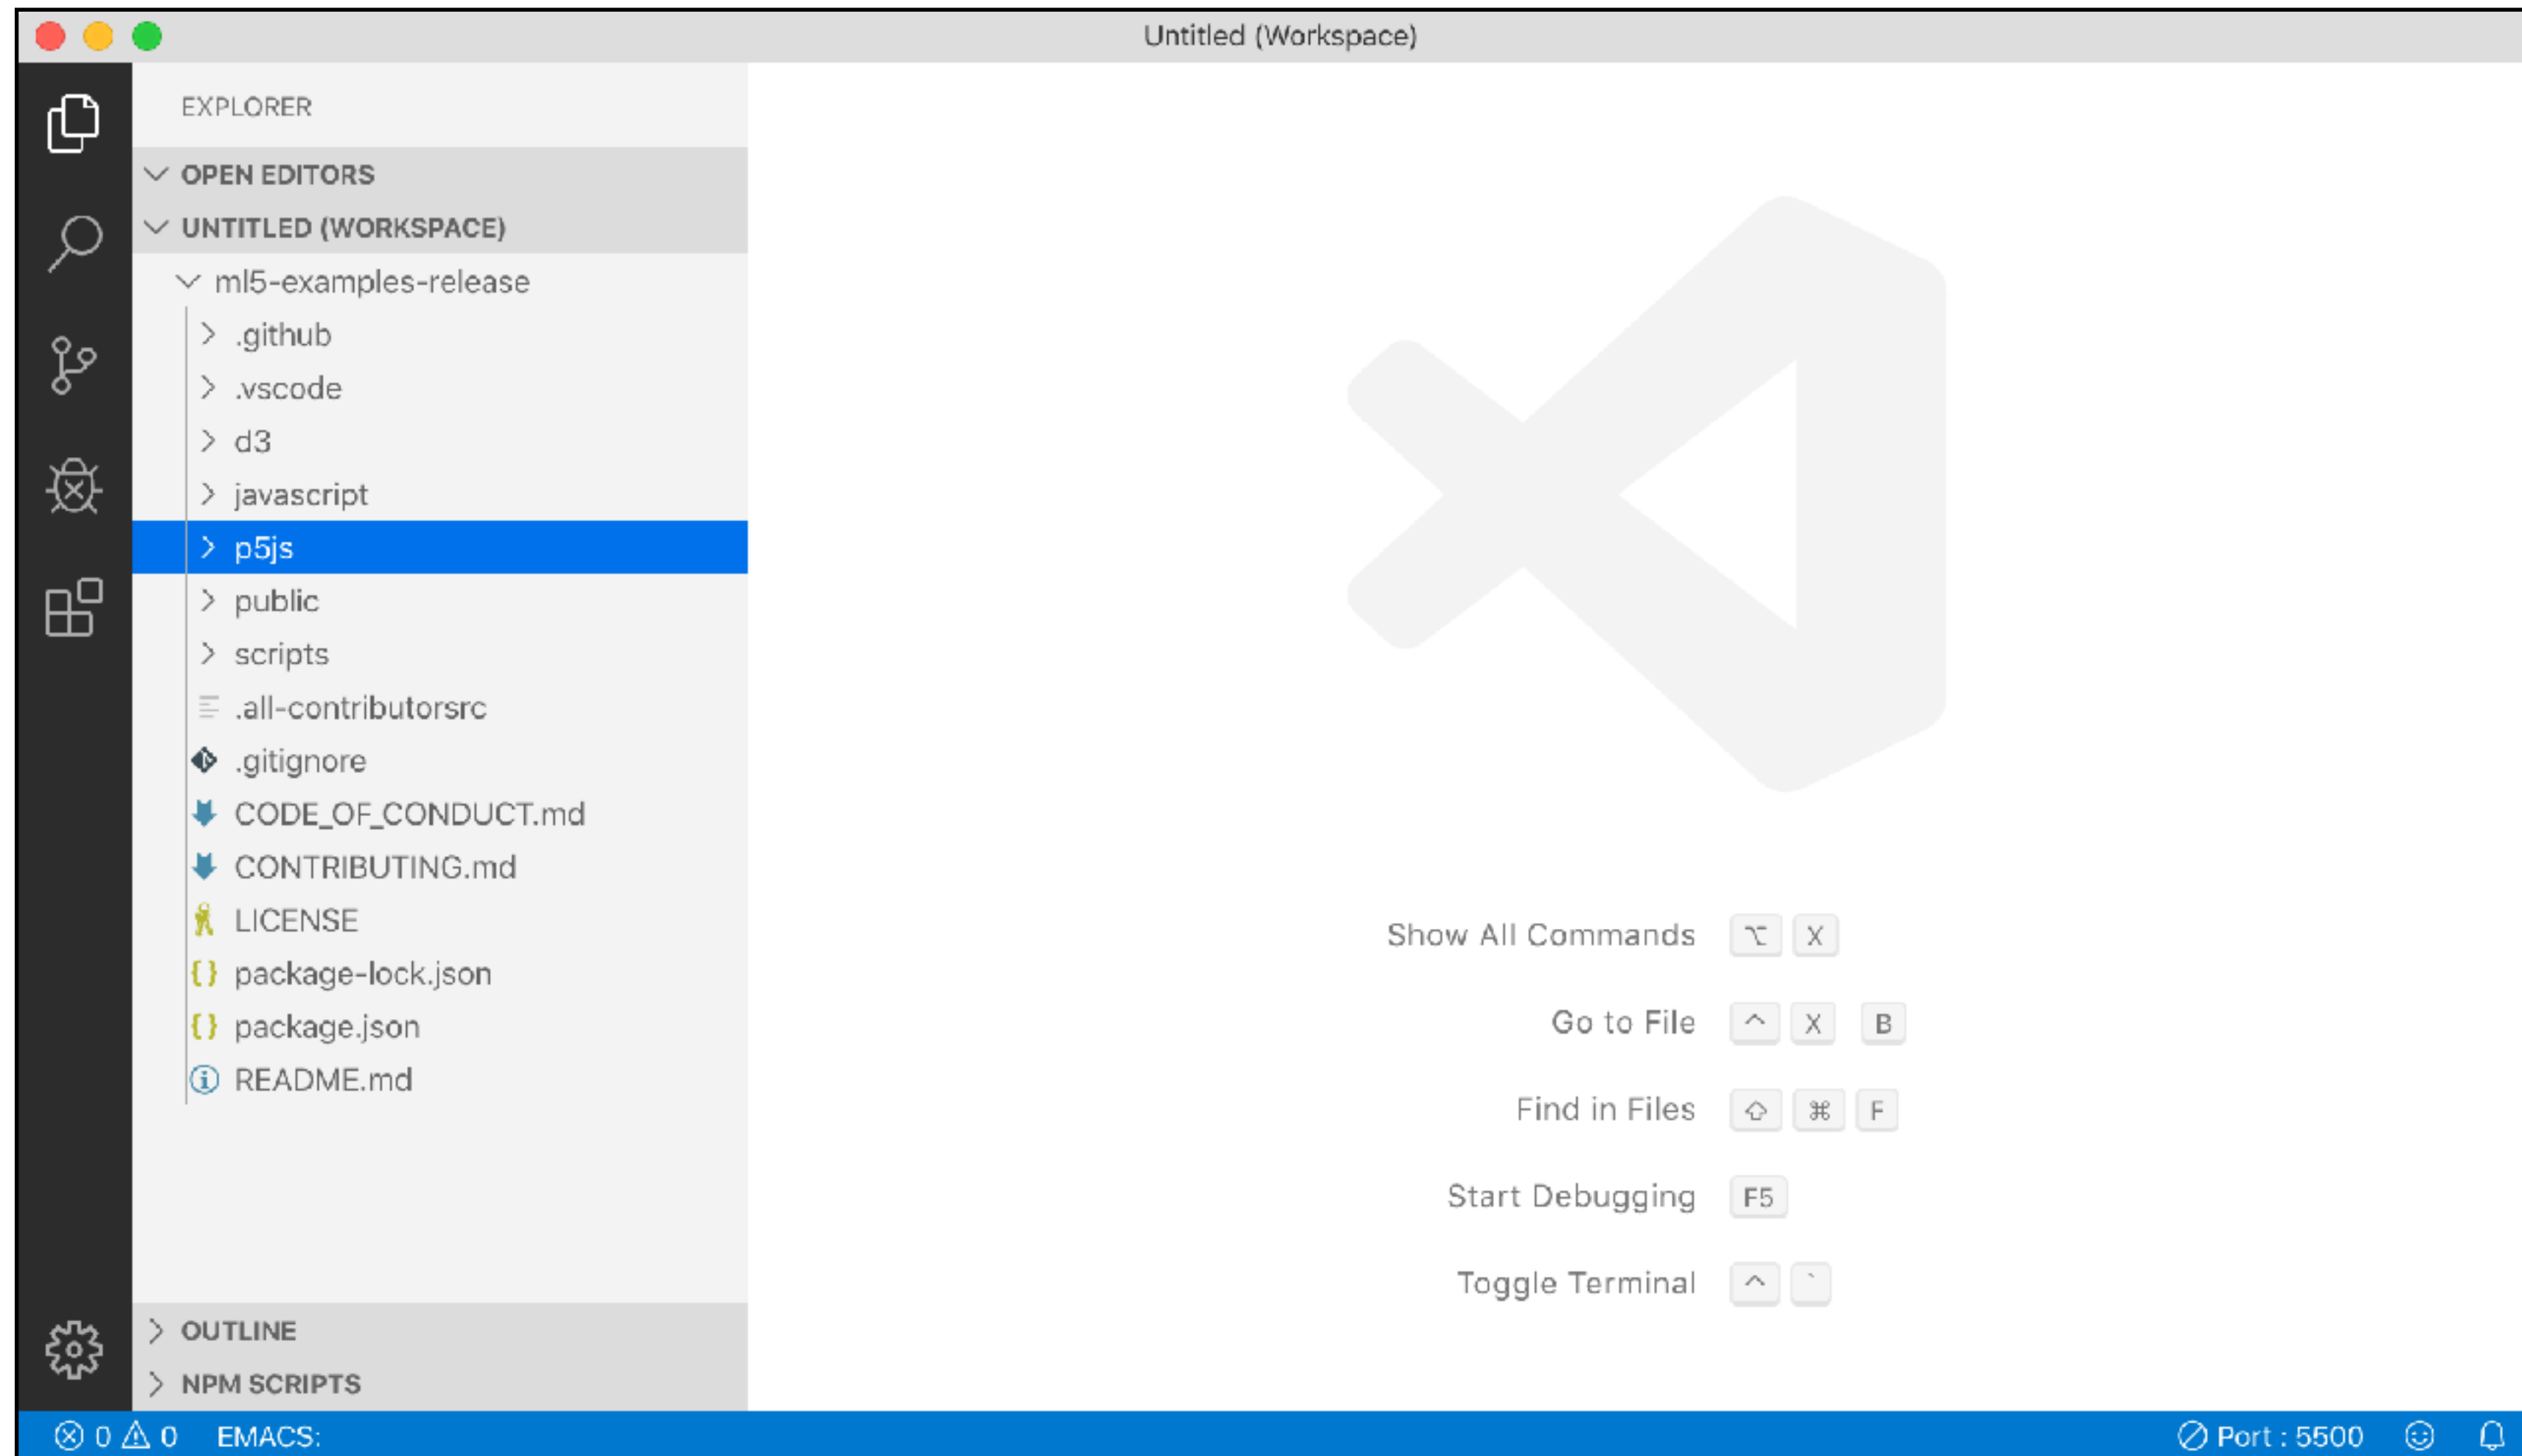 Untitled (Workspace)
EXPLORER
OPEN EDITORS
UNTITLED (WORKSPACE)
ml5-examples-release
.github
.vscode
d3
javascript
p5js
public
scripts
.all-contributorsrc
.gitignore
CODE_OF_CONDUCT.md
CONTRIBUTING.md
LICENSE
package-lock.json
package.json
README.md
OUTLINE
NPM SCRIPTS
Show All Commands ⌥ X
Go to File ^ X B
Find in Files ⇧ ⌘ F
Start Debugging F5
Toggle Terminal ^ `
0 0 EMACS: Port : 5500